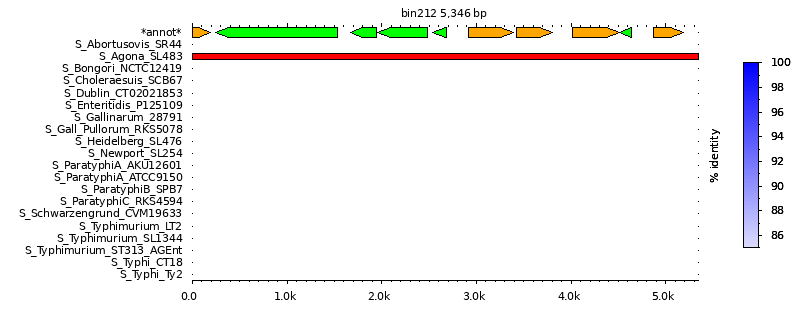 bin212 5,346 bp
*annot*
S_Abortusovis_SR44
S_Agona_SL483
S_Bongori_NCTC12419
S_Choleraesuis_SCB67
S_Dublin_CT02021853
S_Enteritidis_P125109
S_Gallinarum_28791
S_Gall_Pullorum_RKS5078
S_Heidelberg_SL476
S_Newport_SL254
S_ParatyphiA_AKU12601
S_ParatyphiA_ATCC9150
S_ParatyphiB_SPB7
S_ParatyphiC_RKS4594
S_Schwarzengrund_CVM19633
S_Typhimurium_LT2
S_Typhimurium_SL1344
S_Typhimurium_ST313_AGEnt
S_Typhi_CT18
S_Typhi_Ty2
0.0 1.0k 2.0k 3.0k 4.0k 5.0k
% identity
100
98
96
94
92
90
88
86